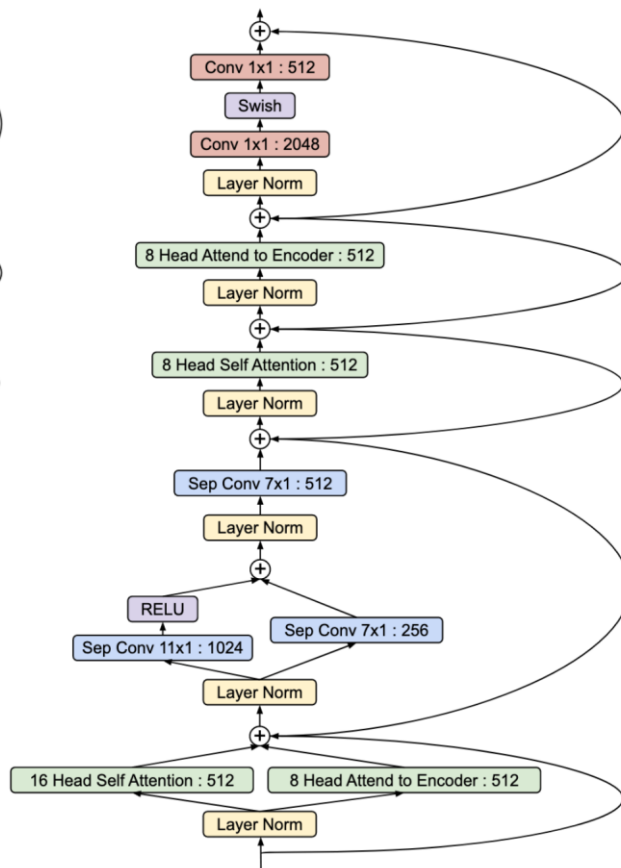 +
Conv 1x1 : 512
Swish
Conv 1x1 : 2048
Layer Norm
+
8 Head Attend to Encoder : 512
Layer Norm
+
8 Head Self Attention : 512
Layer Norm
+
Sep Conv 7x1 : 512
Layer Norm
+
RELU
Sep Conv 11x1 : 1024
Sep Conv 7x1 : 256
Layer Norm
+
16 Head Self Attention : 512
8 Head Attend to Encoder : 512
Layer Norm